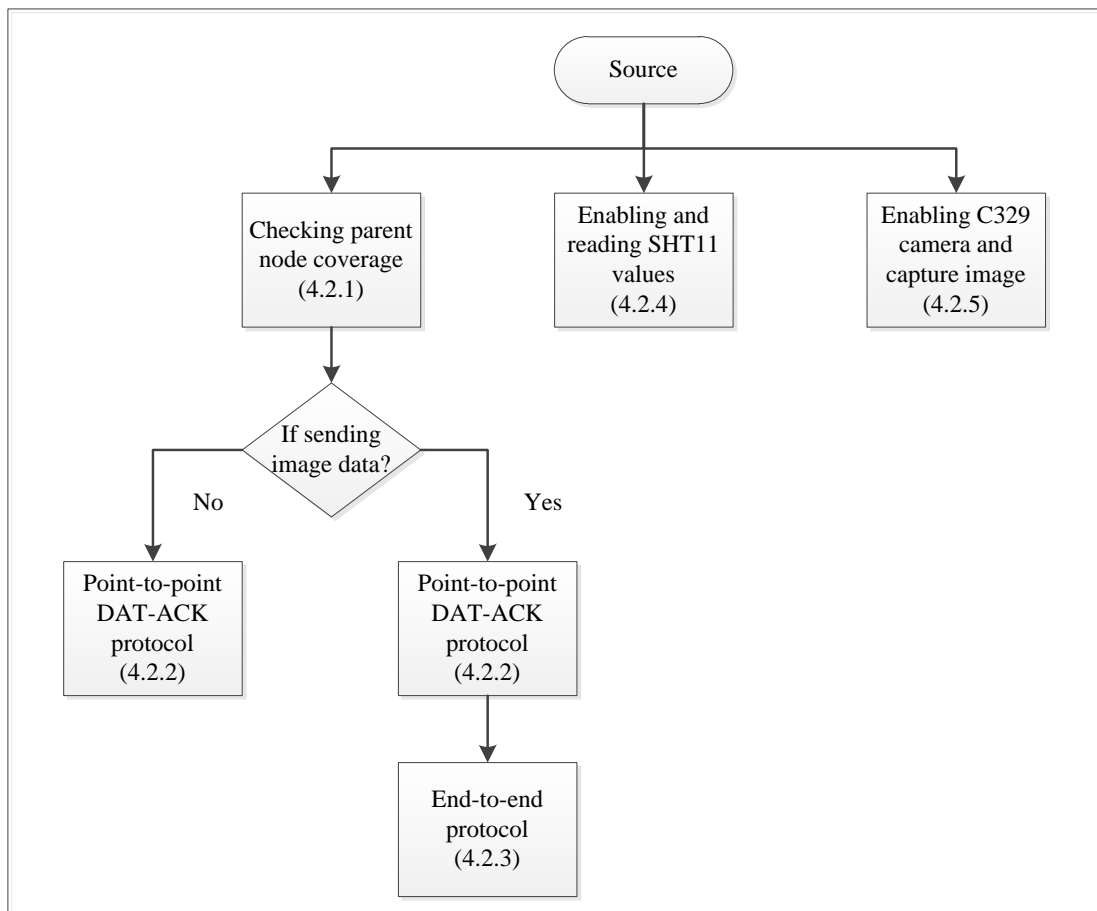 Source
Checking parent
node coverage
(4.2.1)
Enabling and
reading SHT11
values
(4.2.4)
Enabling C329
camera and
capture image
(4.2.5)
If sending
image data?
No
Yes
Point-to-point
DAT-ACK
protocol
(4.2.2)
Point-to-point
DAT-ACK
protocol
(4.2.2)
End-to-end
protocol
(4.2.3)